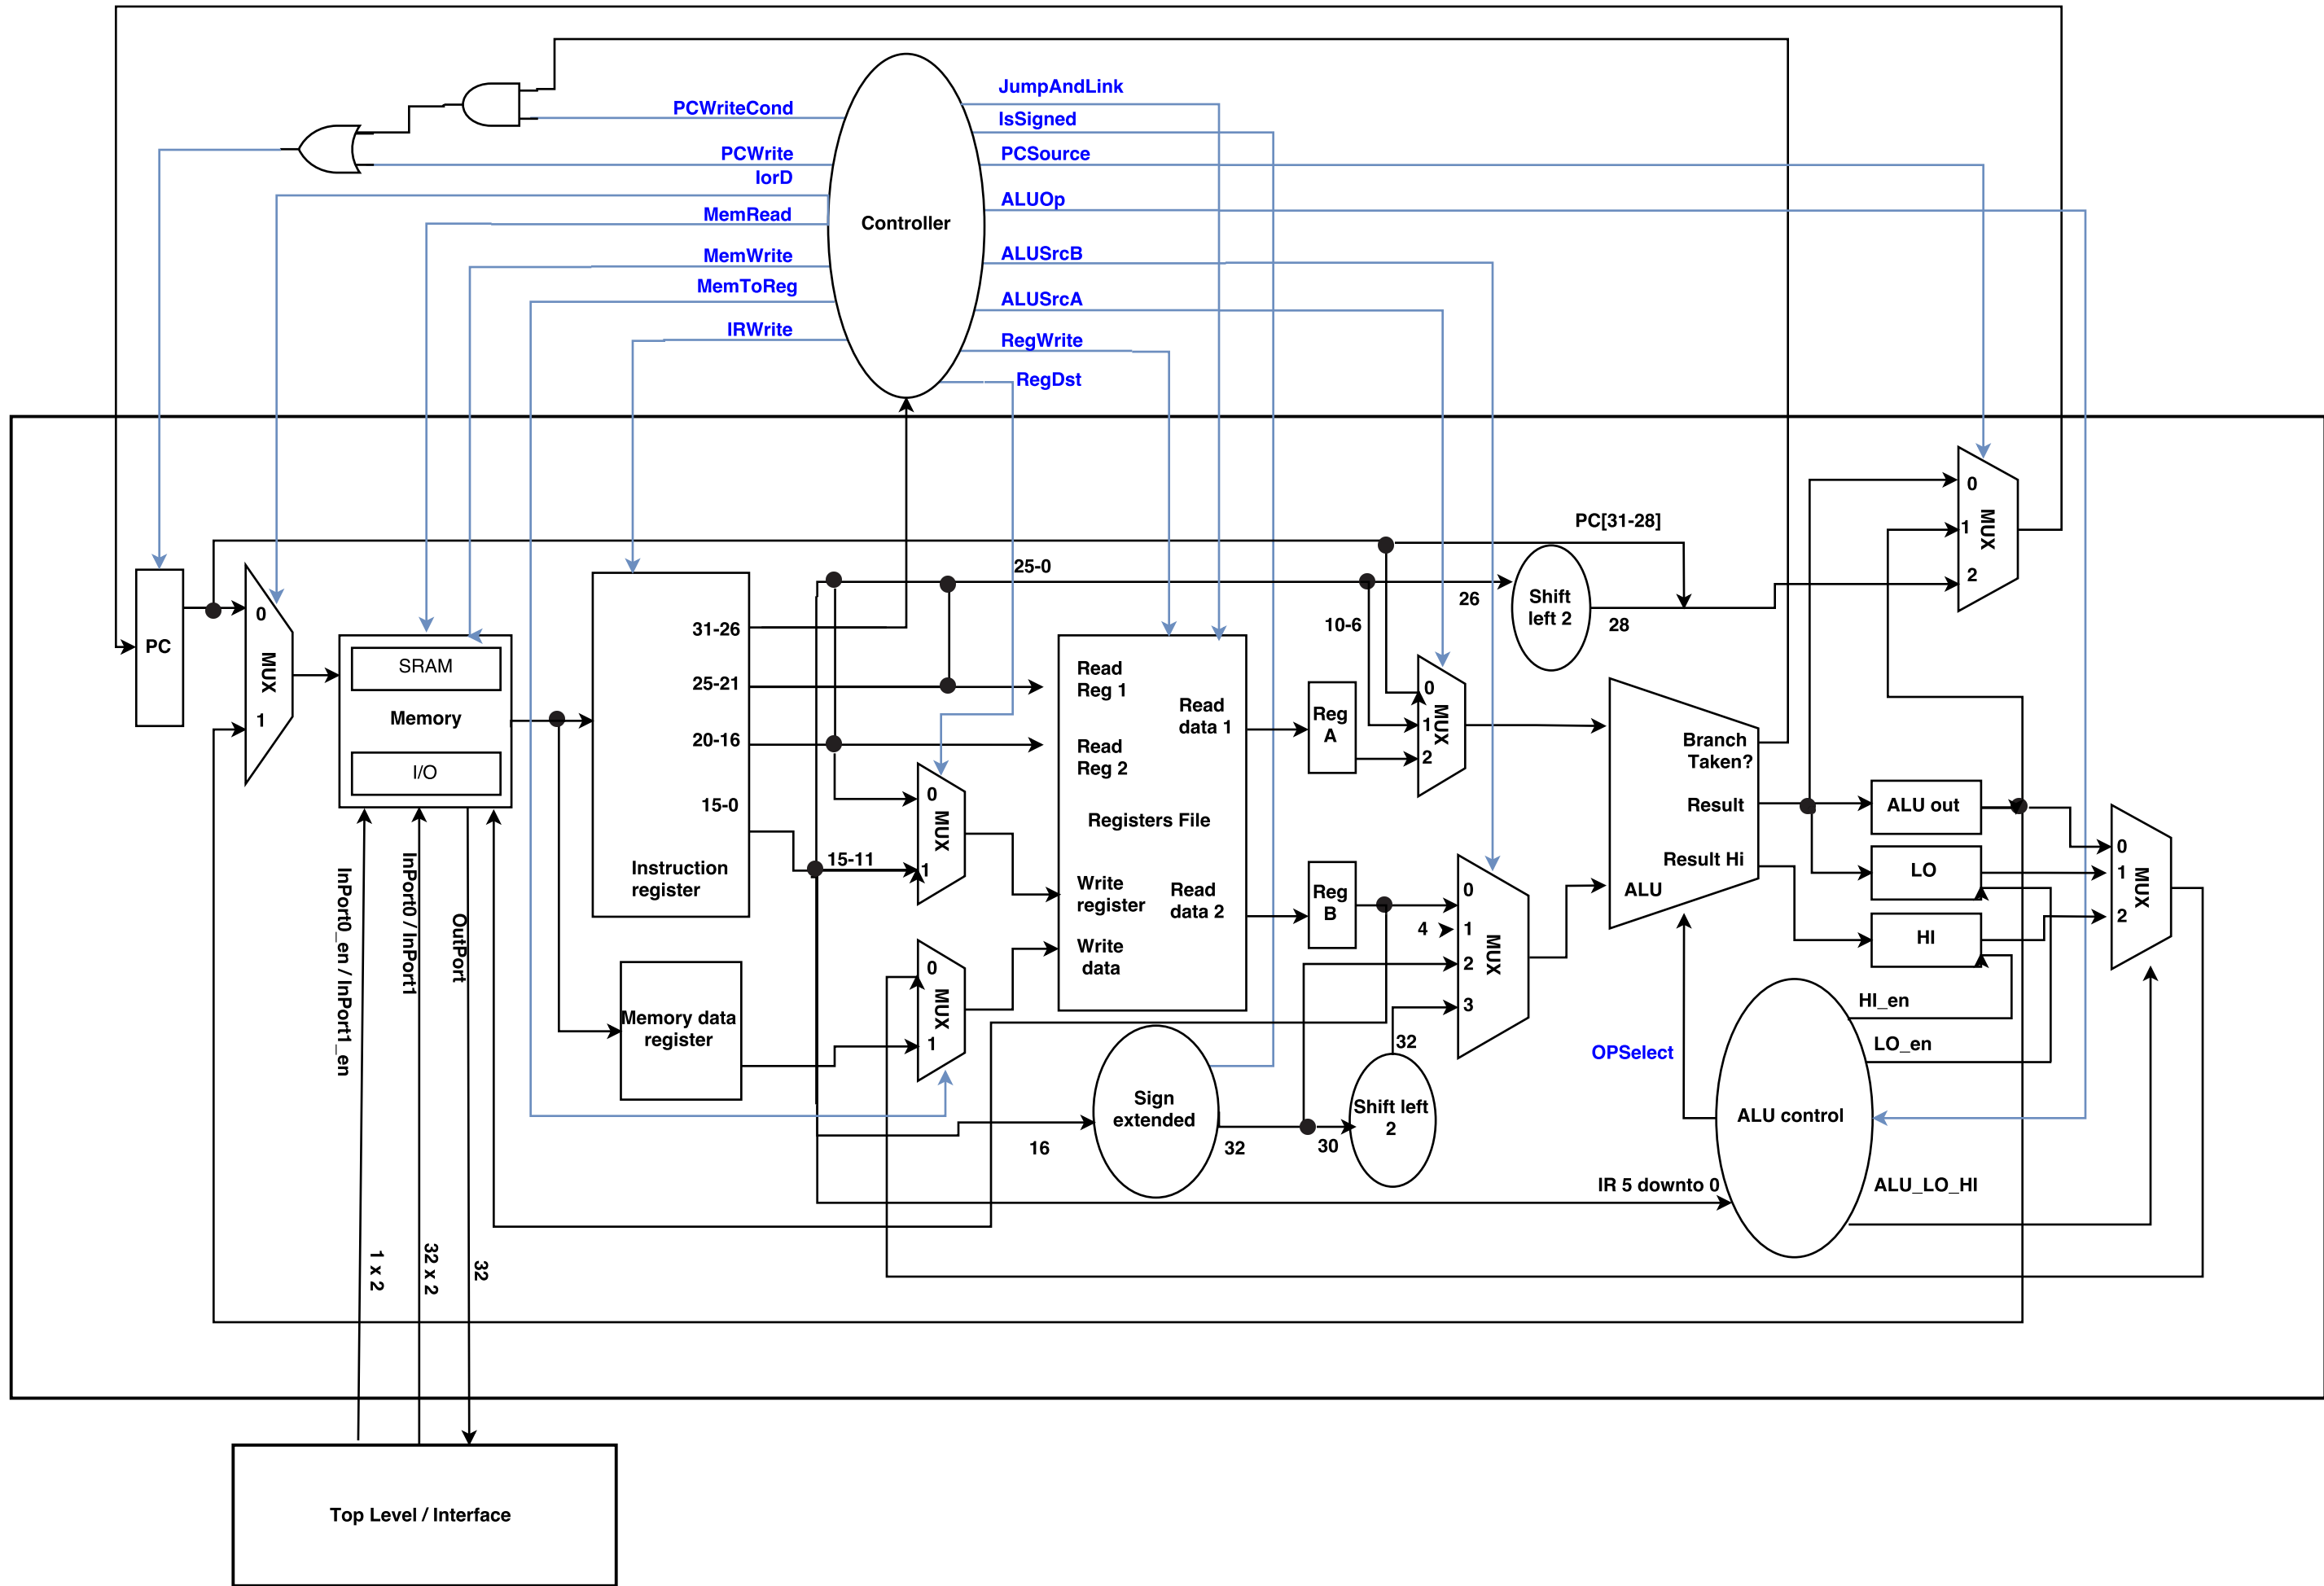 JumpAndLink
PCWriteCond
IsSigned
PCWrite
PCSource
IorD
ALUOp
MemRead
Controller
MemWrite
ALUSrcB
MemToReg
ALUSrcA
IRWrite
RegWrite
RegDst
0
1
2
MUX
PC[31-28]
25-0
26
Shift
left 2
28
10-6
PC
0
1
MUX
SRAM
Memory
I/O
31-26
25-21
20-16
15-0
Instruction
register
15-11
0
1
MUX
Read
Reg 1
Read
data 1
Read
Reg 2
Registers File
Write
register
Read
data 2
Write
data
Reg
A
0
1
2
MUX
Reg
B
0
4
1
2
3
MUX
Branch
Taken?
Result
Result Hi
ALU
ALU out
LO
HI
0
1
2
MUX
Memory data
register
0
1
MUX
Sign
extended
16
32
30
Shift left
2
32
OPSelect
HI_en
LO_en
ALU control
IR 5 downto 0
ALU_LO_HI
InPort0_en / InPort1_en
InPort0 / InPort1
OutPort
1 x 2
32 x 2
32
Top Level / Interface